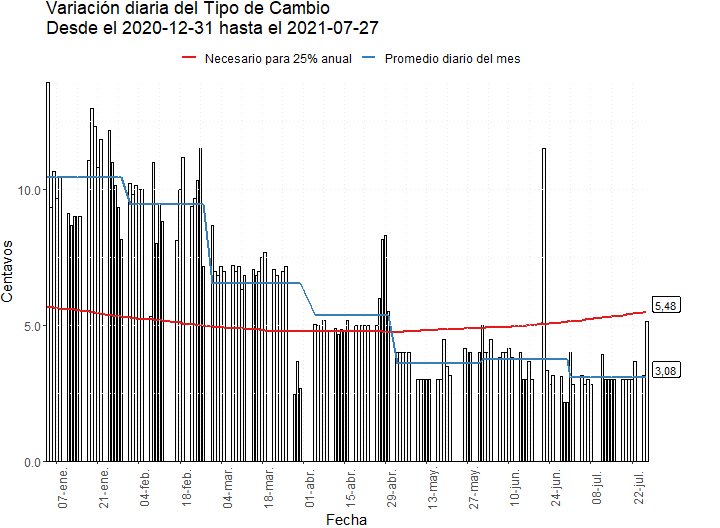 Variación diaria del Tipo de Cambio
Desde el 2020-12-31 hasta el 2021-07-27
Necesario para 25% anual
Promedio diario del mes
Centavos
10.0
5.0
0.0
5,48
3,08
07-ene.
21-ene.
04-feb.
18-feb.
04-mar.
18-mar.
01-abr.
15-abr.
29-abr.
13-may.
27-may.
10-jun.
24-jun.
08-jul.
22-jul.
Fecha